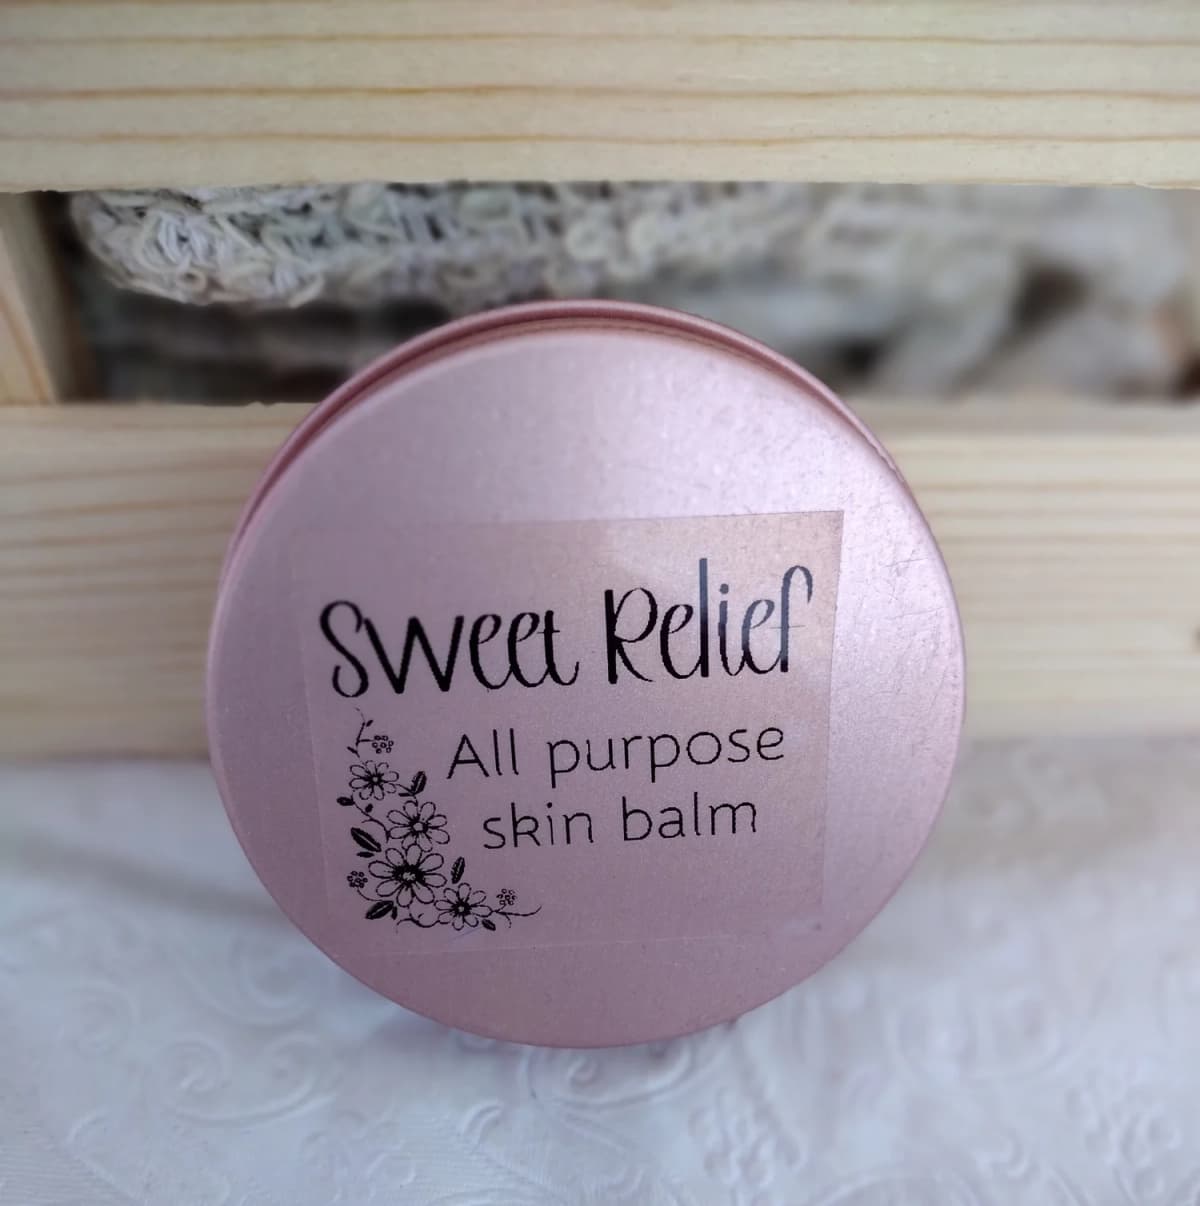 Sweet Relief
All purpose
skin balm